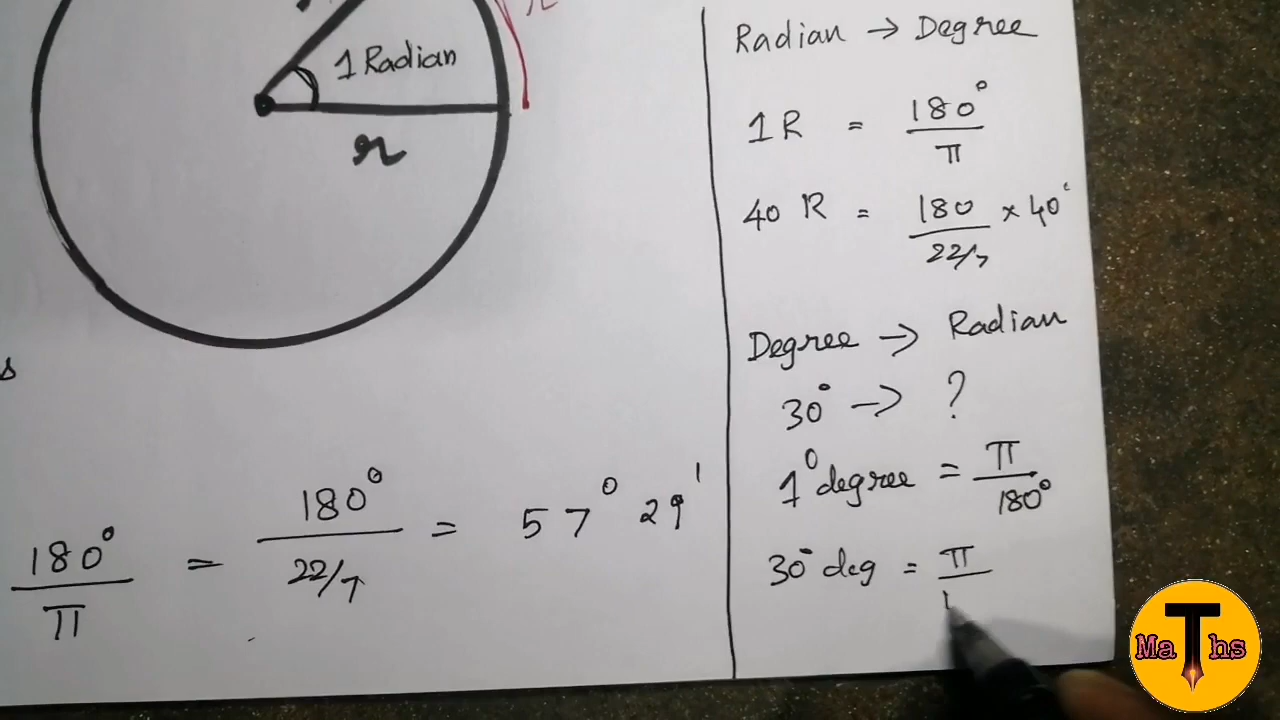 1 Radian
r
180° / π = 180° / 22/7 = 57° 29'
Radian → Degree
1 R = 180° / π
40 R = 180 / 22/7 × 40°
Degree → Radian
30° → ?
1° degree = π / 180°
30° deg = π /
MaThs